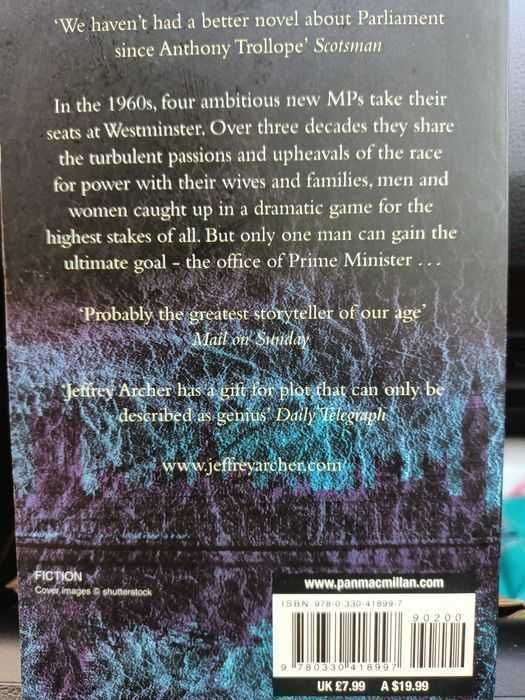 ‘We haven’t had a better novel about Parliament
since Anthony Trollope’ Scotsman
In the 1960s, four ambitious new MPs take their
seats at Westminster. Over three decades they share
the turbulent passions and upheavals of the race
for power with their wives and families, men and
women caught up in a dramatic game for the
highest stakes of all. But only one man can gain the
ultimate goal – the office of Prime Minister . . .
‘Probably the greatest storyteller of our age’
Mail on Sunday
‘Jeffrey Archer has a gift for plot that can only be
described as genius’ Daily Telegraph
www.jeffreyarcher.com
FICTION
Cover images © shutterstock
www.panmacmillan.com
ISBN 978-0-330-41899-7
90200
9 780330 418997
UK £7.99 A $19.99